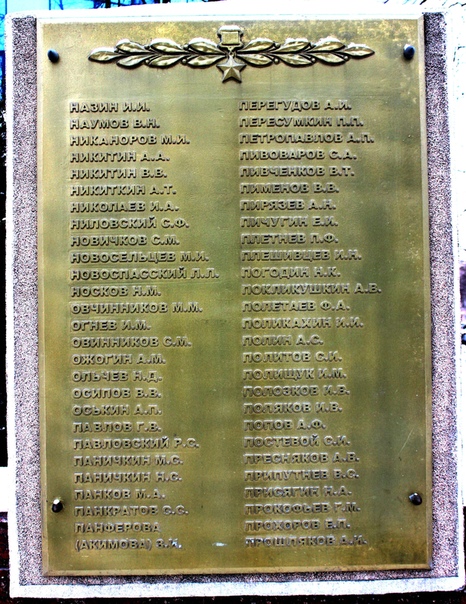 НАЗИН И.И.
НАУМОВ В.Н.
НИКАНОРОВ М.И.
НИКИТИН А.А.
НИКИТИН В.В.
НИКИТКИН А.Т.
НИКОЛАЕВ И.А.
НИЛОВСКИЙ С.Ф.
НОВИЧКОВ С.М.
НОВОСЕЛЬЦЕВ М.И.
НОВОСПАССКИЙ Л.Л.
НОСКОВ Н.М.
ОВЧИННИКОВ М.М.
ОГНЕВ И.М.
ОВИННИКОВ С.М.
ОЖОГИН А.М.
ОЛЬЧЕВ Н.Д.
ОСИПОВ В.В.
ОСЬКИН А.П.
ПАВЛОВ Г.В.
ПАВЛОВСКИЙ Р.С.
ПАНИЧКИН М.С.
ПАНИЧКИН Н.С.
ПАНКОВ М.А.
ПАНКРАТОВ С.С.
ПАНФЕРОВА
(АКИМОВА) З.И.
ПЕРЕГУДОВ А.И.
ПЕРЕСУМКИН П.П.
ПЕТРОПАВЛОВ А.П.
ПИВОВАРОВ С.А.
ПИВЧЕНКОВ В.Т.
ПИМЕНОВ В.В.
ПИРЯЗЕВ А.Н.
ПИЧУГИН Е.И.
ПЛЕТНЕВ П.Ф.
ПЛЕШИВЦЕВ И.Н.
ПОГОДИН Н.К.
ПОКЛИКУШКИН А.В.
ПОЛЕТАЕВ Ф.А.
ПОЛИКАХИН И.И.
ПОЛИН А.С.
ПОЛИТОВ С.И.
ПОЛИЩУК И.М.
ПОЛОЗКОВ И.В.
ПОЛЯКОВ И.В.
ПОПОВ А.Ф.
ПОСТЕВОЙ С.И.
ПРЕСНЯКОВ А.В.
ПРИПУТНЕВ В.С.
ПРИСЯГИН Н.А.
ПРОКОФЬЕВ Г.М.
ПРОХОРОВ Е.П.
ПРОШЛЯКОВ А.И.